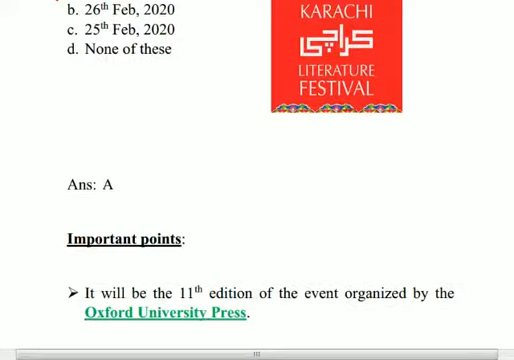 b. 26th Feb, 2020
c. 25th Feb, 2020
d. None of these
KARACHI
کراچی
LITERATURE
FESTIVAL
Ans: A
Important points:
➢ It will be the 11th edition of the event organized by the
Oxford University Press.